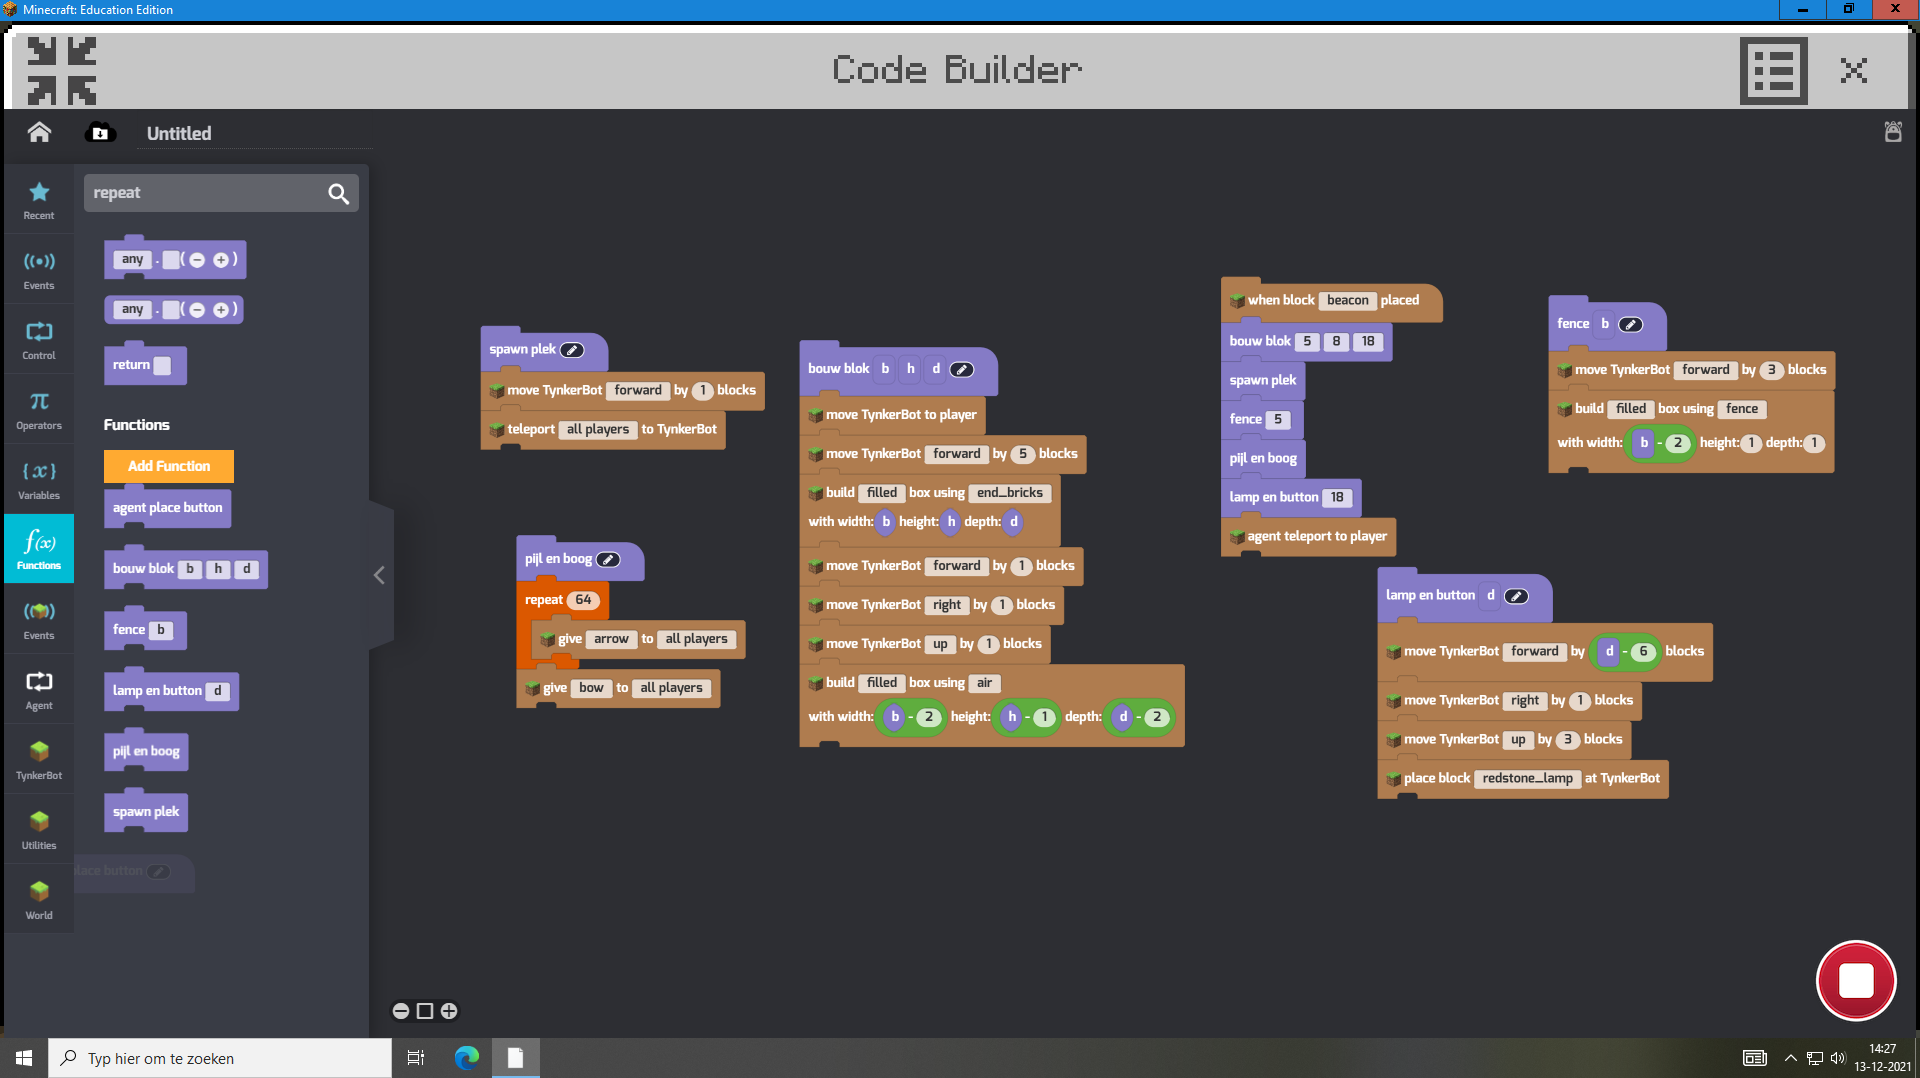 Minecraft: Education Edition
Code Builder
Untitled
repeat
Recent
Events
Control
Operators
Variables
Functions
Events
Agent
TynkerBot
Utilities
World
any . ( − + )
any . ( − + )
return
Functions
Add Function
agent place button
bouw blok b h d
fence b
lamp en button d
pijl en boog
spawn plek
place button
spawn plek
move TynkerBot forward by 1 blocks
teleport all players to TynkerBot
pijl en boog
repeat 64
give arrow to all players
give bow to all players
bouw blok b h d
move TynkerBot to player
move TynkerBot forward by 5 blocks
build filled box using end_bricks
with width: b height: h depth: d
move TynkerBot forward by 1 blocks
move TynkerBot right by 1 blocks
move TynkerBot up by 1 blocks
build filled box using air
with width: b - 2 height: h - 1 depth: d - 2
when block beacon placed
bouw blok 5 8 18
spawn plek
fence 5
pijl en boog
lamp en button 18
agent teleport to player
fence b
move TynkerBot forward by 3 blocks
build filled box using fence
with width: b - 2 height: 1 depth: 1
lamp en button d
move TynkerBot forward by d - 6 blocks
move TynkerBot right by 1 blocks
move TynkerBot up by 3 blocks
place block redstone_lamp at TynkerBot
Typ hier om te zoeken
14:27
13-12-2021